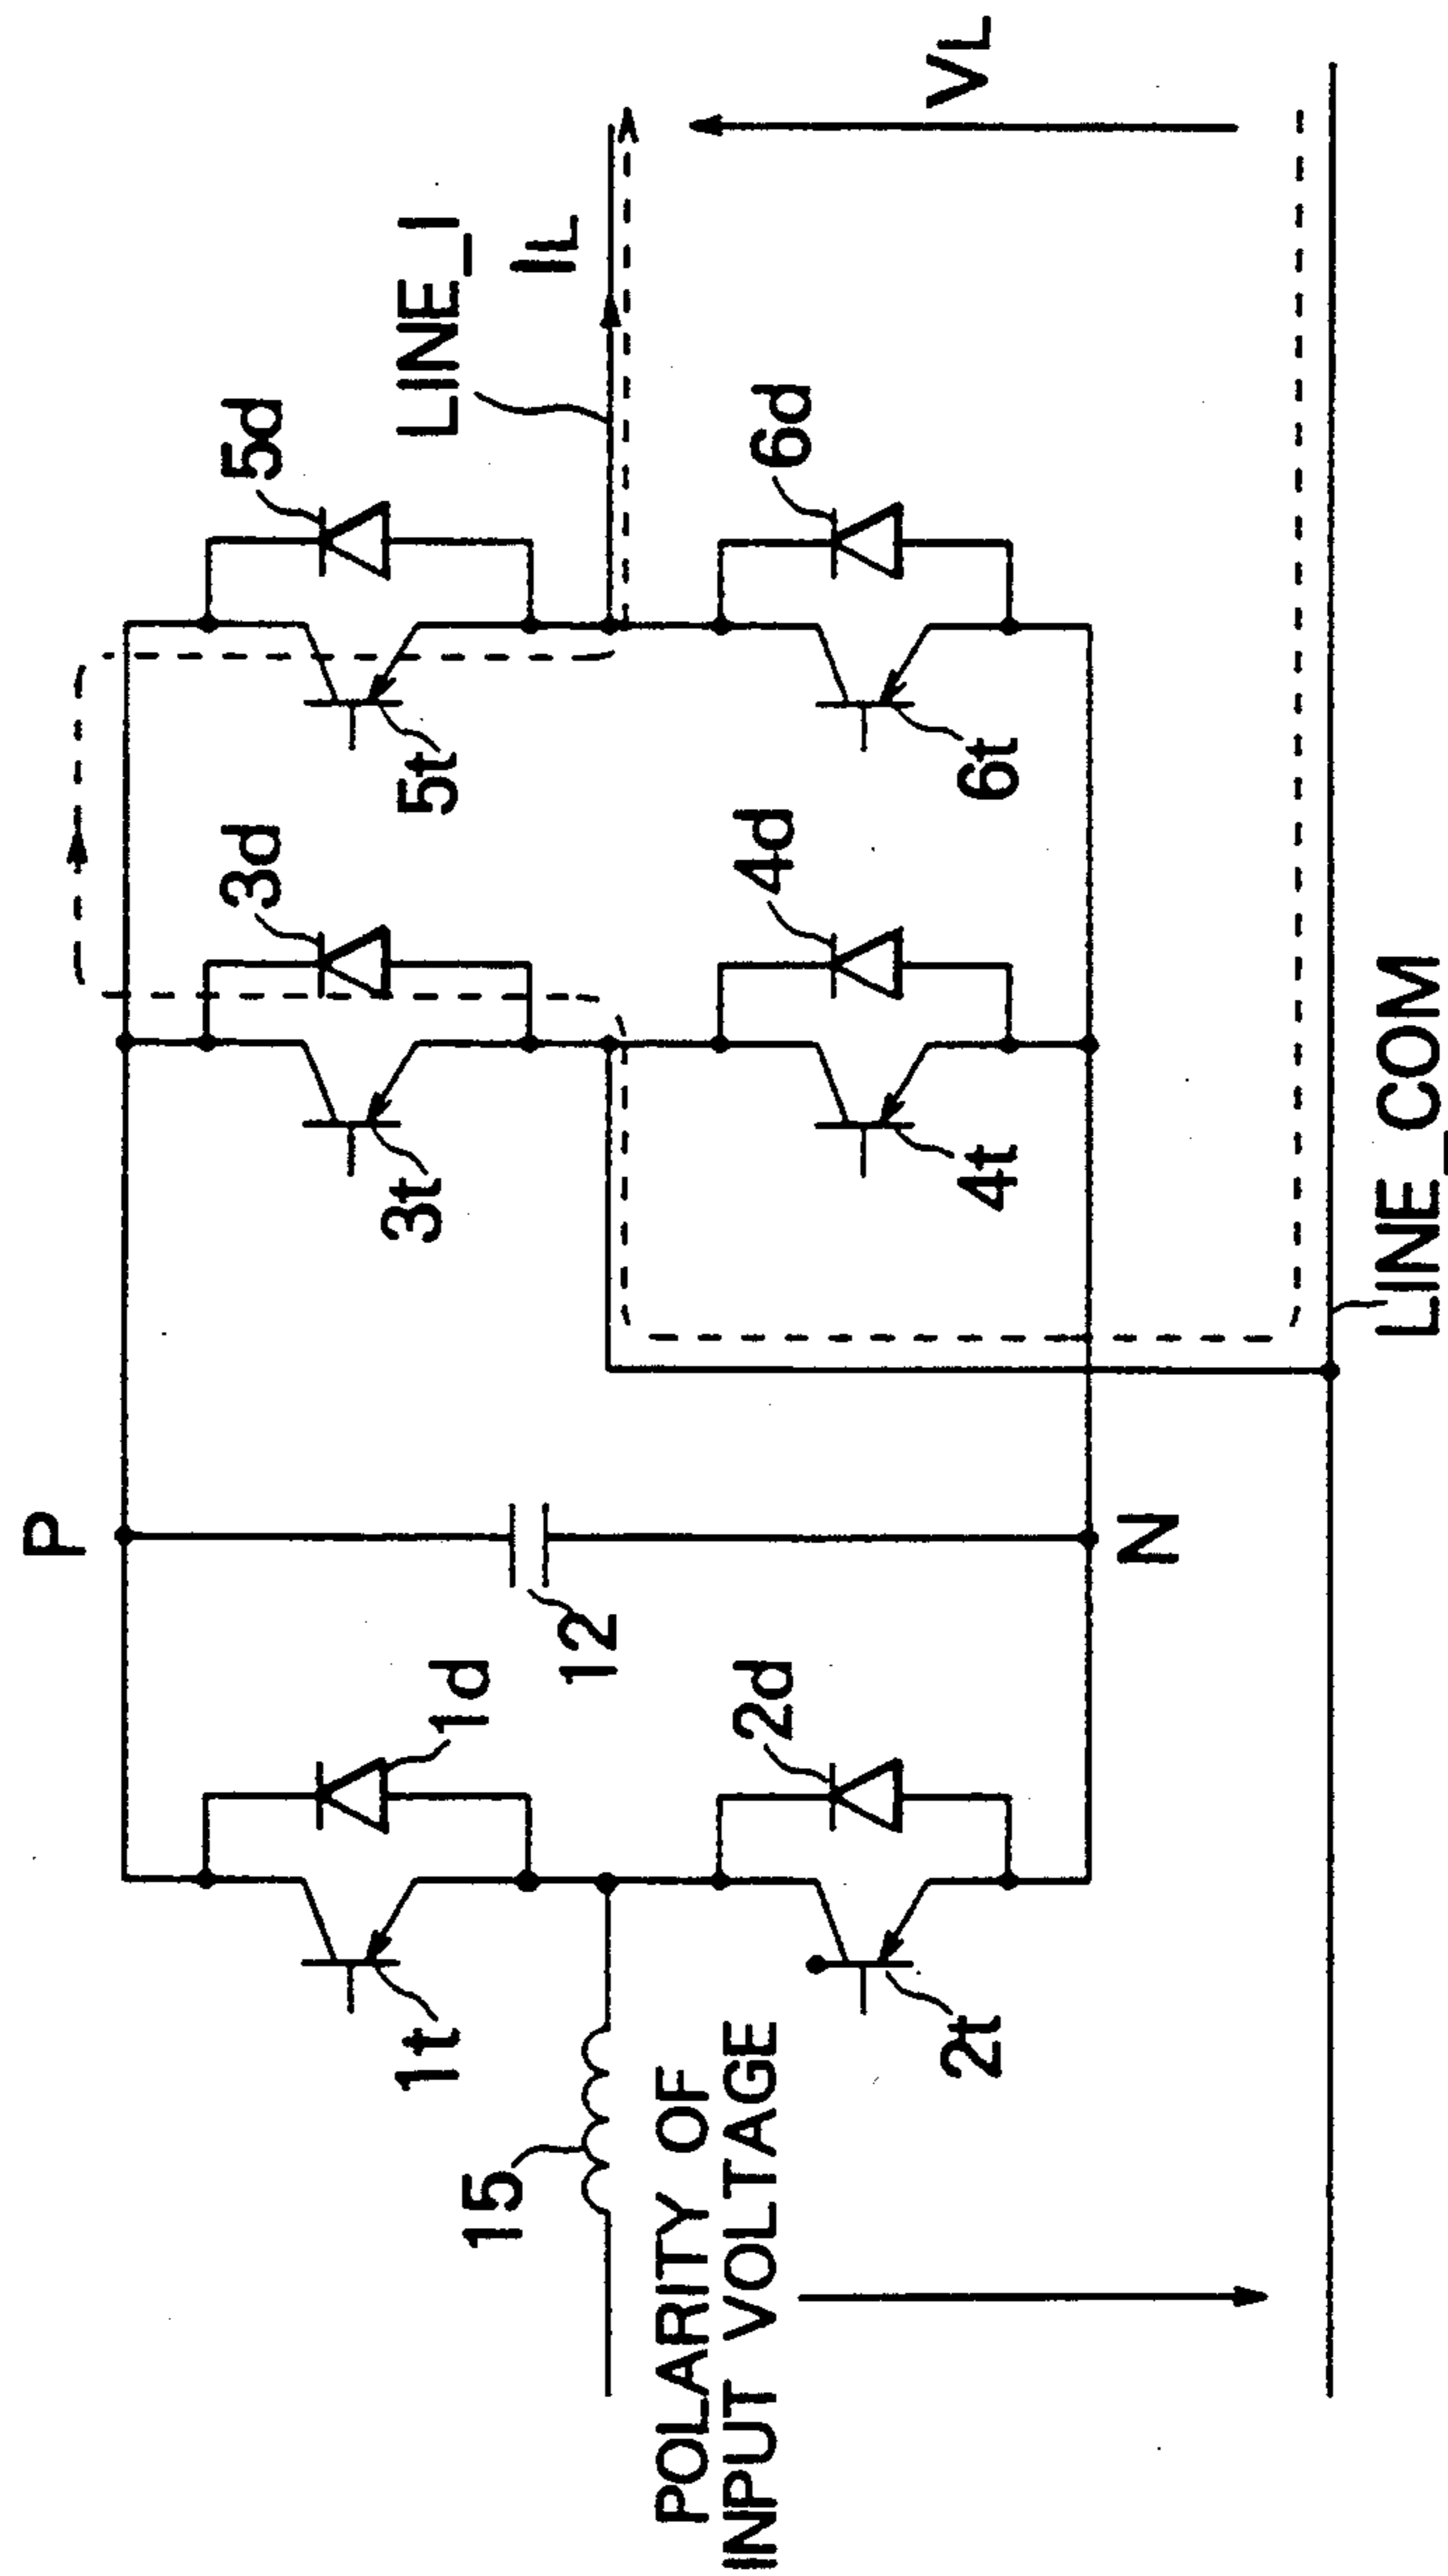 P
1d
3d
5d
LINE_I
IL
1t
12
3t
5t
15
2d
4d
6d
VL
POLARITY OF
INPUT VOLTAGE
2t
4t
6t
N
LINE_COM